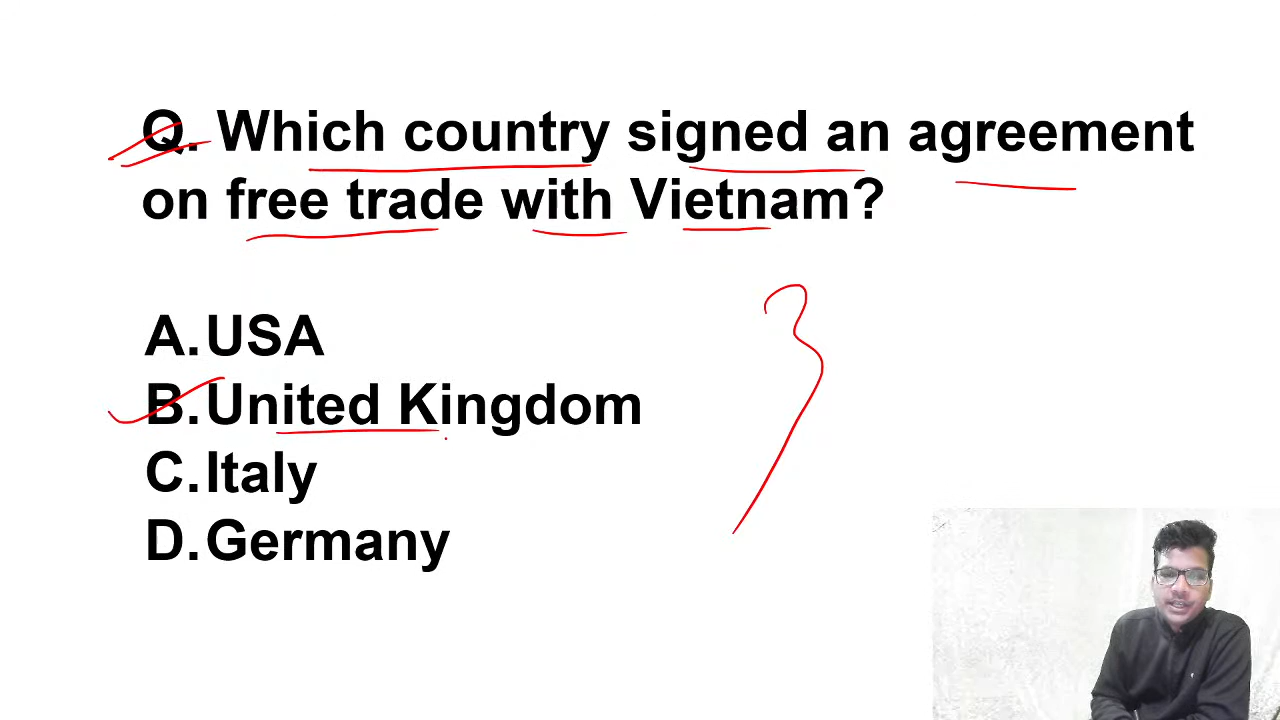 Q. Which country signed an agreement
on free trade with Vietnam?
A. USA
B. United Kingdom
C. Italy
D. Germany